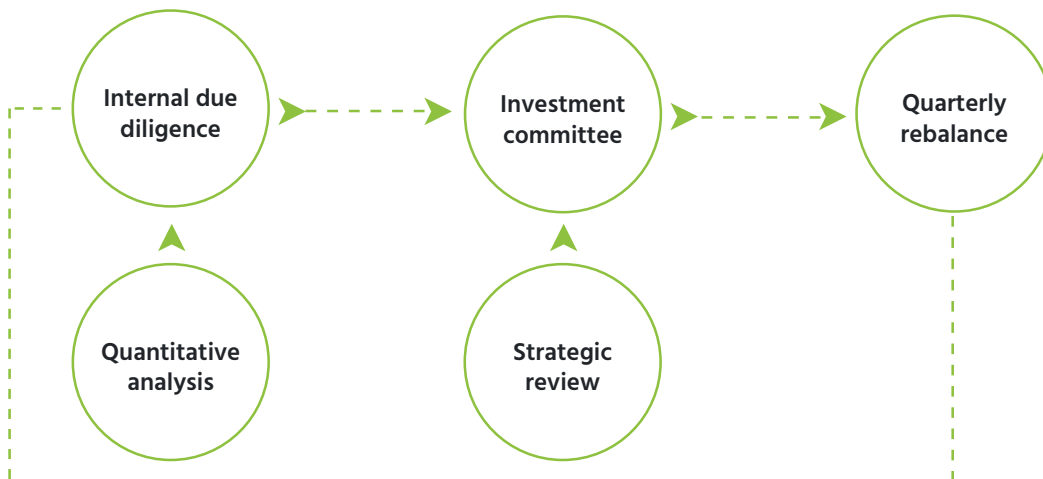 Internal due
diligence
Investment
committee
Quarterly
rebalance
Quantitative
analysis
Strategic
review